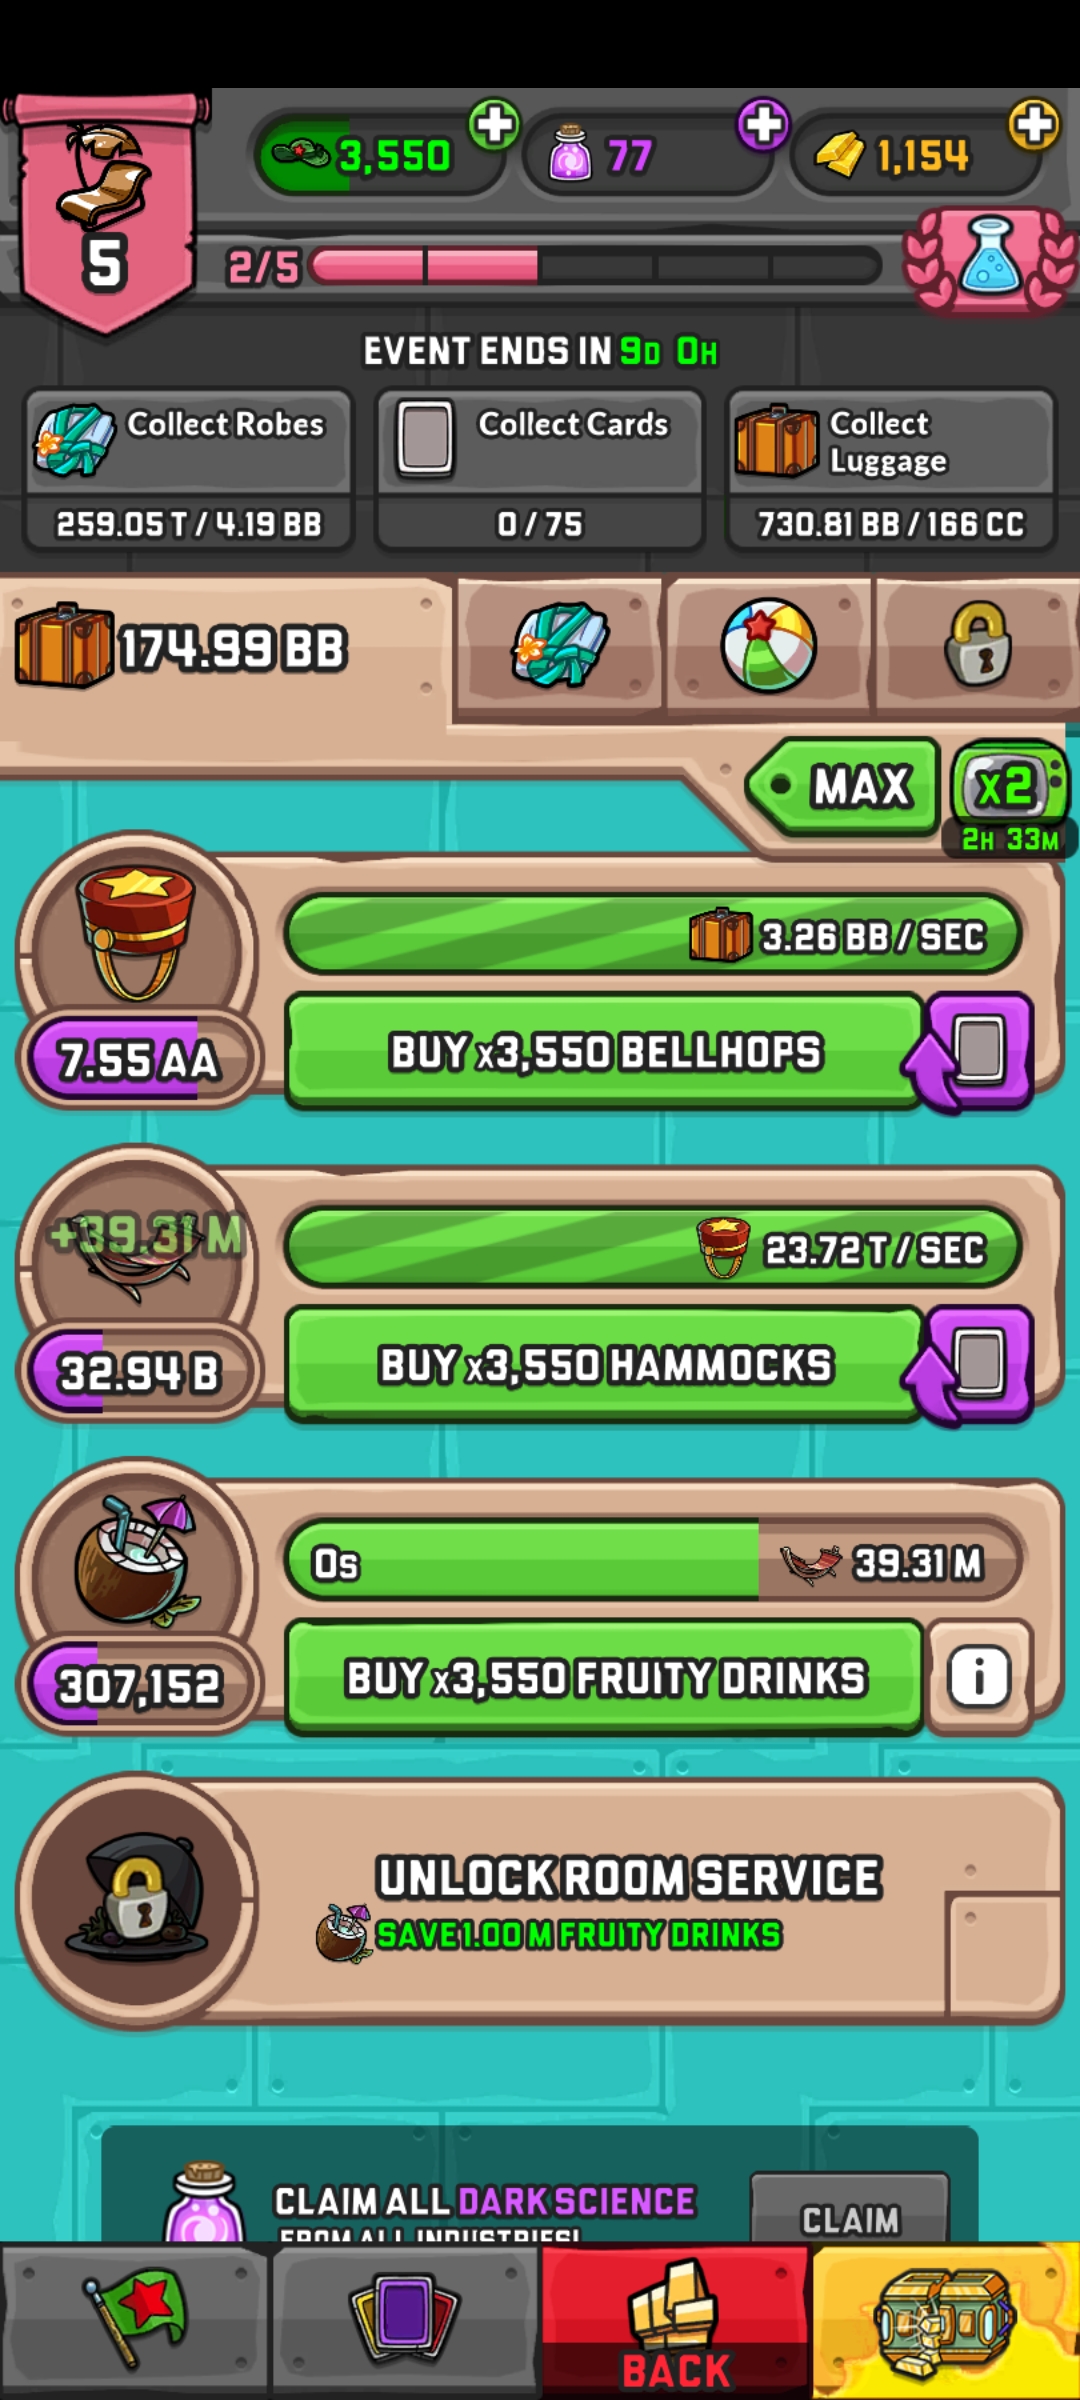 3,550
77
1,154
5
2/5
EVENT ENDS IN 9D 0H
Collect Robes
Collect Cards
Collect
Luggage
259.05 T / 4.19 BB
0 / 75
730.81 BB / 166 CC
174.99 BB
MAX
x2
2H 33M
3.26 BB / SEC
7.55 AA
BUY x3,550 BELLHOPS
+39.31 M
23.72 T / SEC
32.94 B
BUY x3,550 HAMMOCKS
0s
39.31 M
307,152
BUY x3,550 FRUITY DRINKS
i
UNLOCK ROOM SERVICE
SAVE 1.00 M FRUITY DRINKS
CLAIM ALL DARK SCIENCE
FROM ALL INDUSTRIES!
CLAIM
BACK